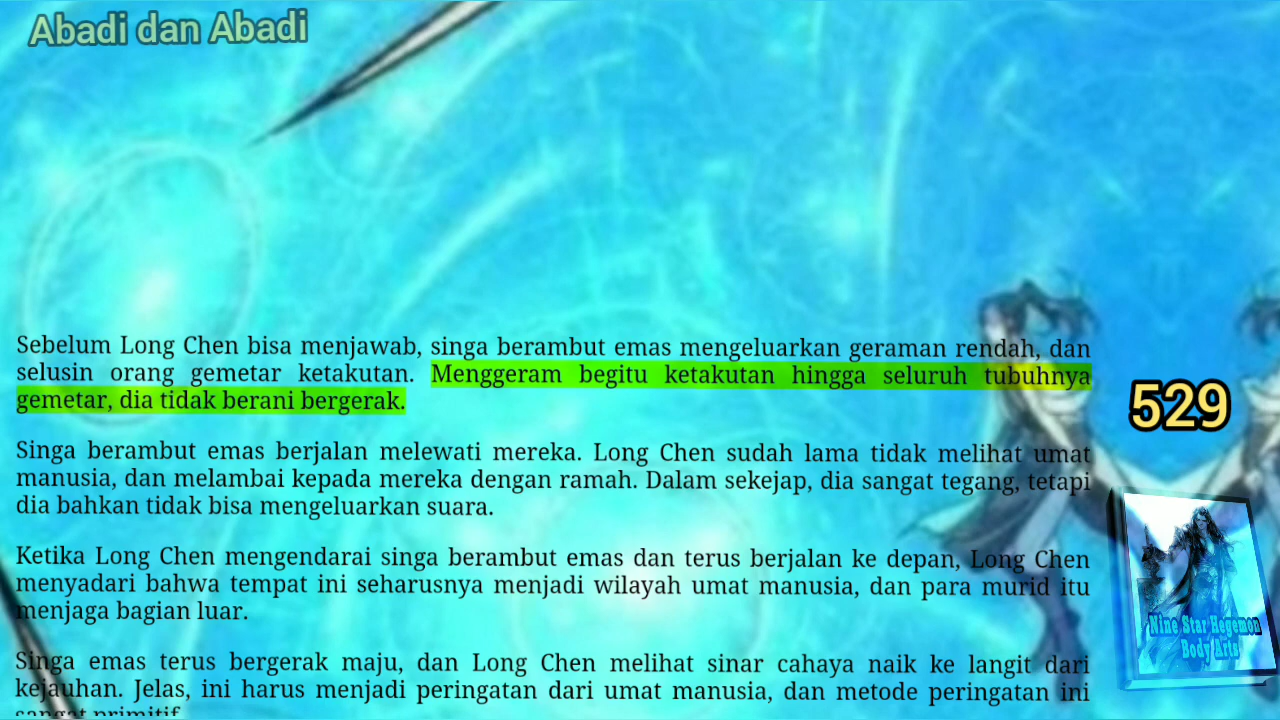 Abadi dan Abadi
Sebelum Long Chen bisa menjawab, singa berambut emas mengeluarkan geraman rendah, dan
selusin orang gemetar ketakutan. Menggeram begitu ketakutan hingga seluruh tubuhnya
gemetar, dia tidak berani bergerak.
Singa berambut emas berjalan melewati mereka. Long Chen sudah lama tidak melihat umat
manusia, dan melambai kepada mereka dengan ramah. Dalam sekejap, dia sangat tegang, tetapi
dia bahkan tidak bisa mengeluarkan suara.
Ketika Long Chen mengendarai singa berambut emas dan terus berjalan ke depan, Long Chen
menyadari bahwa tempat ini seharusnya menjadi wilayah umat manusia, dan para murid itu
menjaga bagian luar.
Singa emas terus bergerak maju, dan Long Chen melihat sinar cahaya naik ke langit dari
kejauhan. Jelas, ini harus menjadi peringatan dari umat manusia, dan metode peringatan ini
sangat primitif
529
Nine Star Hegemon
Body Arts